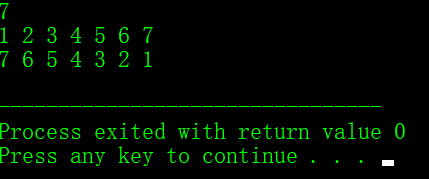 7
1 2 3 4 5 6 7
7 6 5 4 3 2 1
--------------------------------
Process exited with return value 0
Press any key to continue . . .